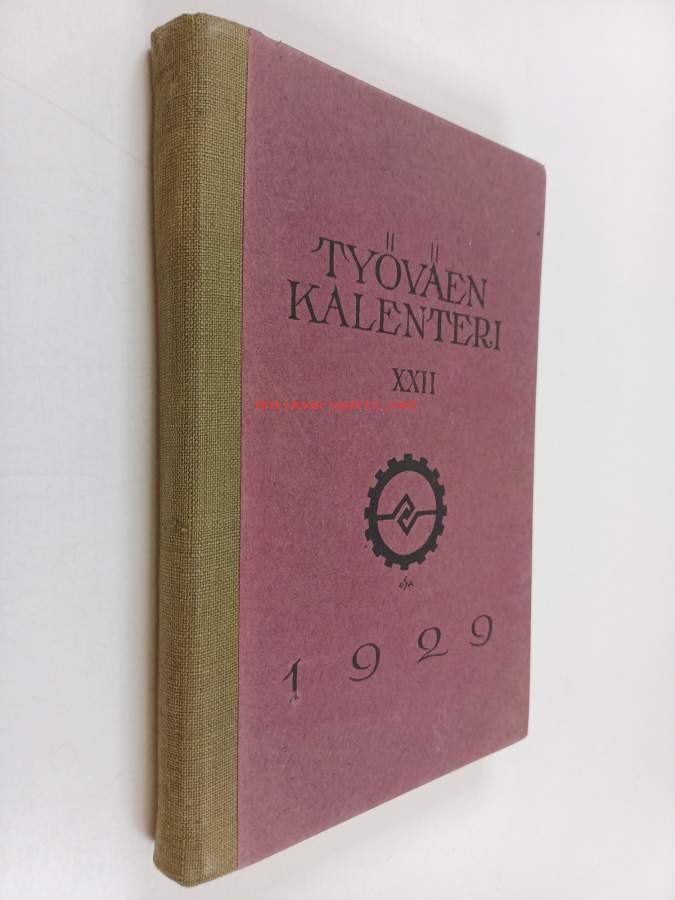 TYÖVÄEN
KALENTERI
XXII
1929